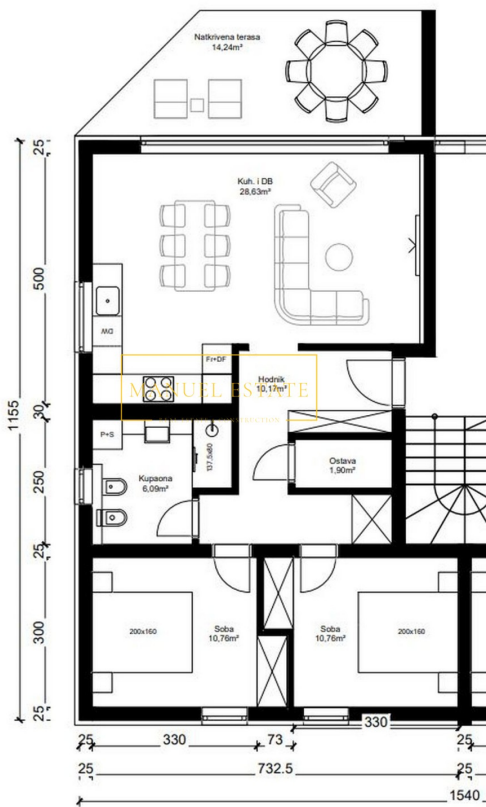 Natkrivena terasa
14,24m²
25
Kuh. i DB
28,63m²
500
DW
Fr+DF
MANUEL ESTATE
Hodnik
10,17m²
1155
30
P+S
137,5x80
Ostava
1,90m²
Kupaona
6,09m²
250
25
Soba
10,76m²
200x160
Soba
10,76m²
200x160
300
25
330
25
330
73
25
25
732.5
25
1540